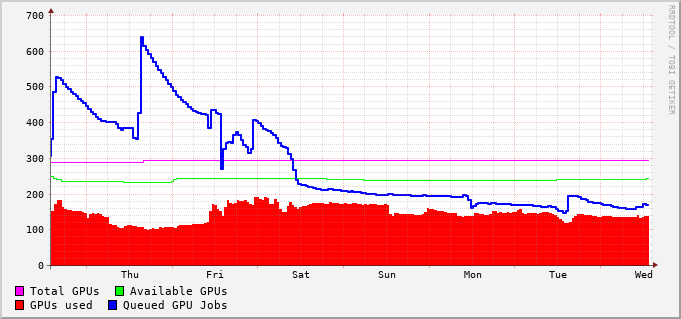 700
600
500
400
300
200
100
0
Thu Fri Sat Sun Mon Tue Wed
Total GPUs Available GPUs
GPUs used Queued GPU Jobs
RRDTOOL / TOBI OETIKER